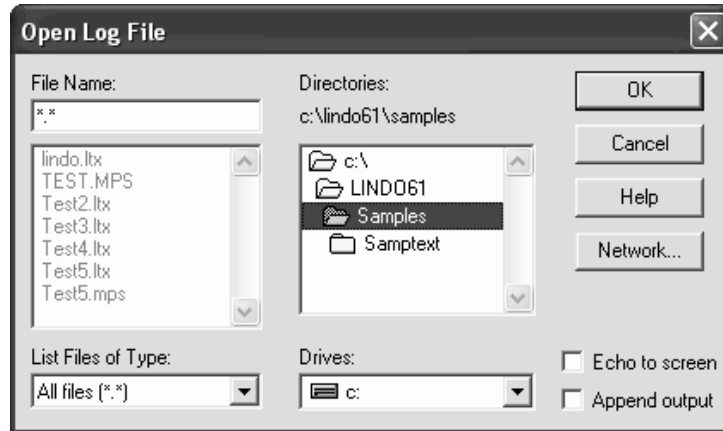 Open Log File
File Name:
*.*
lindo.ltx
TEST.MPS
Test2.ltx
Test3.ltx
Test4.ltx
Test5.ltx
Test5.mps
List Files of Type:
All files (*.*)
Directories:
c:\lindo61\samples
c:\
LINDO61
Samples
Samptext
Drives:
c:
OK
Cancel
Help
Network...
Echo to screen
Append output